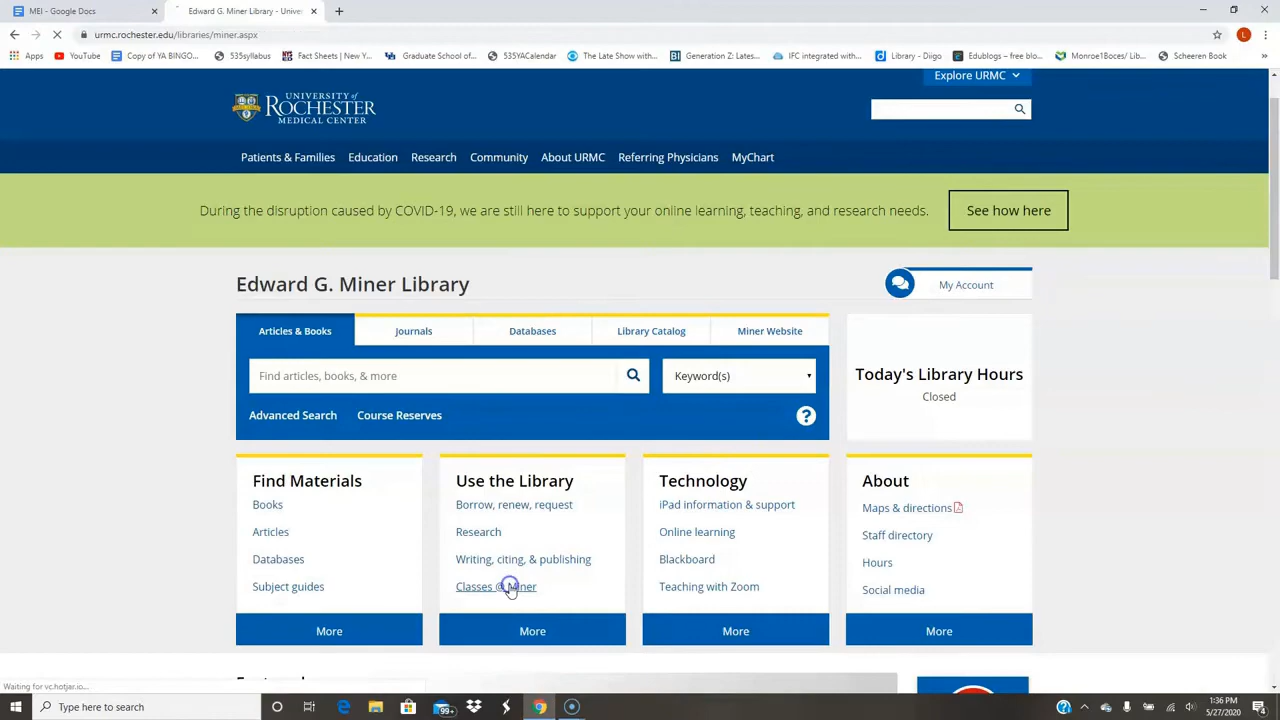 MEI - Google Docs
Edward G. Miner Library - Unive
urmc.rochester.edu/libraries/miner.aspx
L
Apps
YouTube
Copy of YA BINGO...
535syllabus
Fact Sheets | New Y...
Graduate School of...
535YACalendar
The Late Show with...
Generation Z: Lates...
IFC integrated with...
Library - Diigo
Edublogs – free blo...
Monroe1Boces/ Lib...
Scheeren Book
Explore URMC
UNIVERSITY of
ROCHESTER
MEDICAL CENTER
Patients & Families
Education
Research
Community
About URMC
Referring Physicians
MyChart
During the disruption caused by COVID-19, we are still here to support your online learning, teaching, and research needs.
See how here
Edward G. Miner Library
My Account
Articles & Books
Journals
Databases
Library Catalog
Miner Website
Find articles, books, & more
Keyword(s)
Advanced Search
Course Reserves
?
Today's Library Hours
Closed
Find Materials
Books
Articles
Databases
Subject guides
More
Use the Library
Borrow, renew, request
Research
Writing, citing, & publishing
Classes @ Miner
More
Technology
iPad information & support
Online learning
Blackboard
Teaching with Zoom
More
About
Maps & directions
Staff directory
Hours
Social media
More
Waiting for vc.hotjar.io...
Type here to search
99+
1:36 PM
5/27/2020